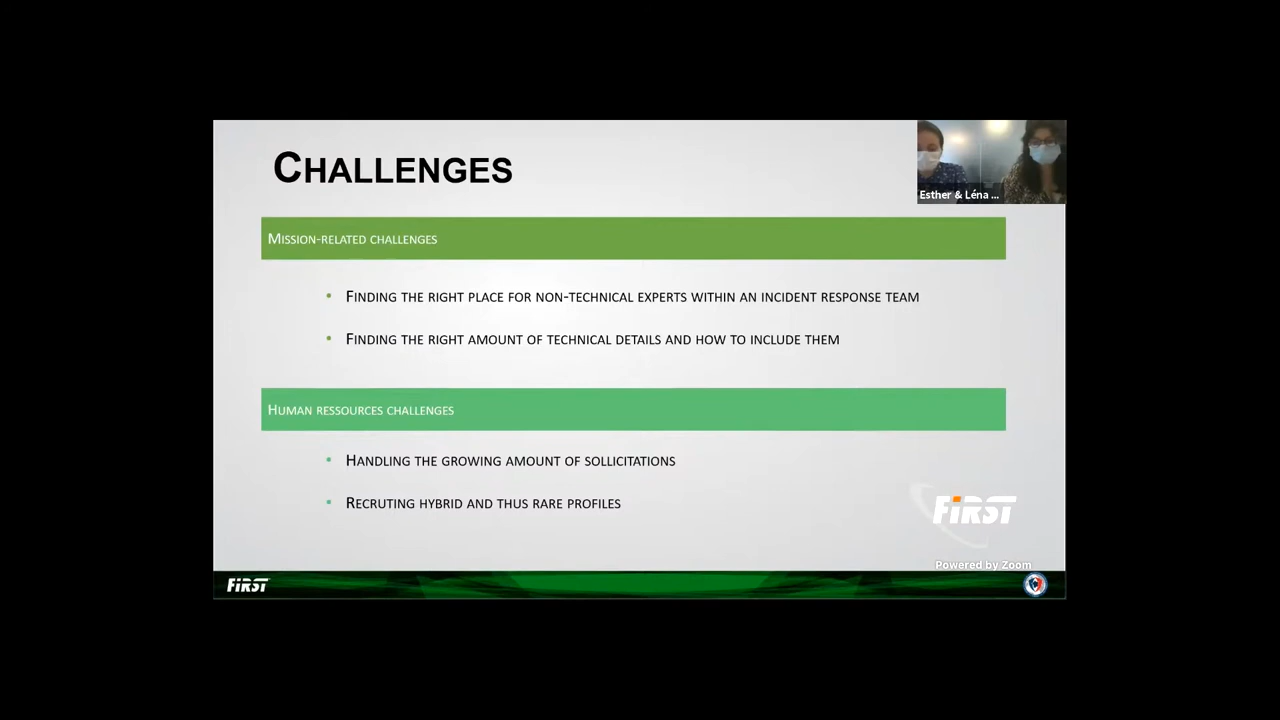 CHALLENGES
Esther & Léna ...
MISSION-RELATED CHALLENGES
• FINDING THE RIGHT PLACE FOR NON-TECHNICAL EXPERTS WITHIN AN INCIDENT RESPONSE TEAM
• FINDING THE RIGHT AMOUNT OF TECHNICAL DETAILS AND HOW TO INCLUDE THEM
HUMAN RESSOURCES CHALLENGES
• HANDLING THE GROWING AMOUNT OF SOLLICITATIONS
• RECRUTING HYBRID AND THUS RARE PROFILES
FiRST
Powered by Zoom
FiRST